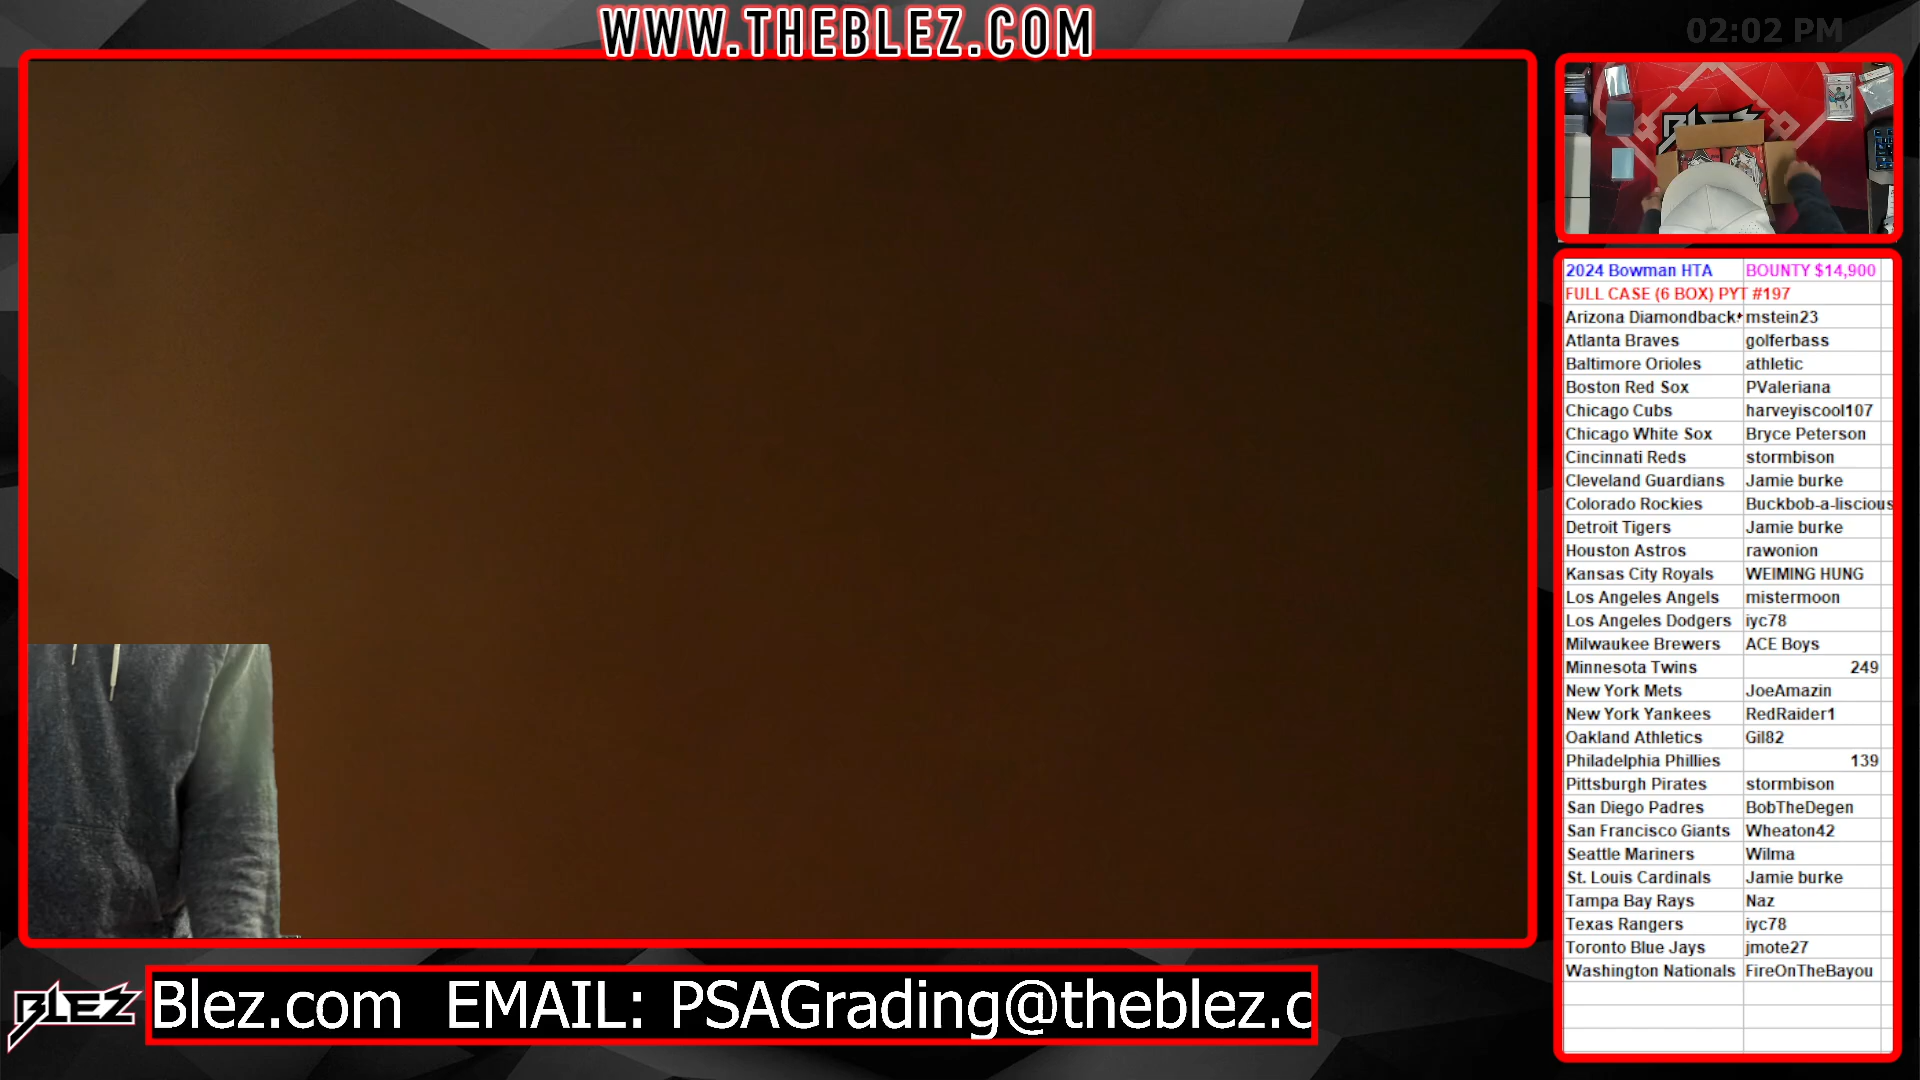 WWW.THEBLEZ.COM
02:02 PM
BLEZ
2024 Bowman HTA BOUNTY $14,900
FULL CASE (6 BOX) PYT #197
Arizona Diamondback mstein23
Atlanta Braves golferbass
Baltimore Orioles athletic
Boston Red Sox PValeriana
Chicago Cubs harveyiscool107
Chicago White Sox Bryce Peterson
Cincinnati Reds stormbison
Cleveland Guardians Jamie burke
Colorado Rockies Buckbob-a-liscious
Detroit Tigers Jamie burke
Houston Astros rawonion
Kansas City Royals WEIMING HUNG
Los Angeles Angels mistermoon
Los Angeles Dodgers iyc78
Milwaukee Brewers ACE Boys
Minnesota Twins 249
New York Mets JoeAmazin
New York Yankees RedRaider1
Oakland Athletics Gil82
Philadelphia Phillies 139
Pittsburgh Pirates stormbison
San Diego Padres BobTheDegen
San Francisco Giants Wheaton42
Seattle Mariners Wilma
St. Louis Cardinals Jamie burke
Tampa Bay Rays Naz
Texas Rangers iyc78
Toronto Blue Jays jmote27
Washington Nationals FireOnTheBayou
BLEZ
Blez.com EMAIL: PSAGrading@theblez.c